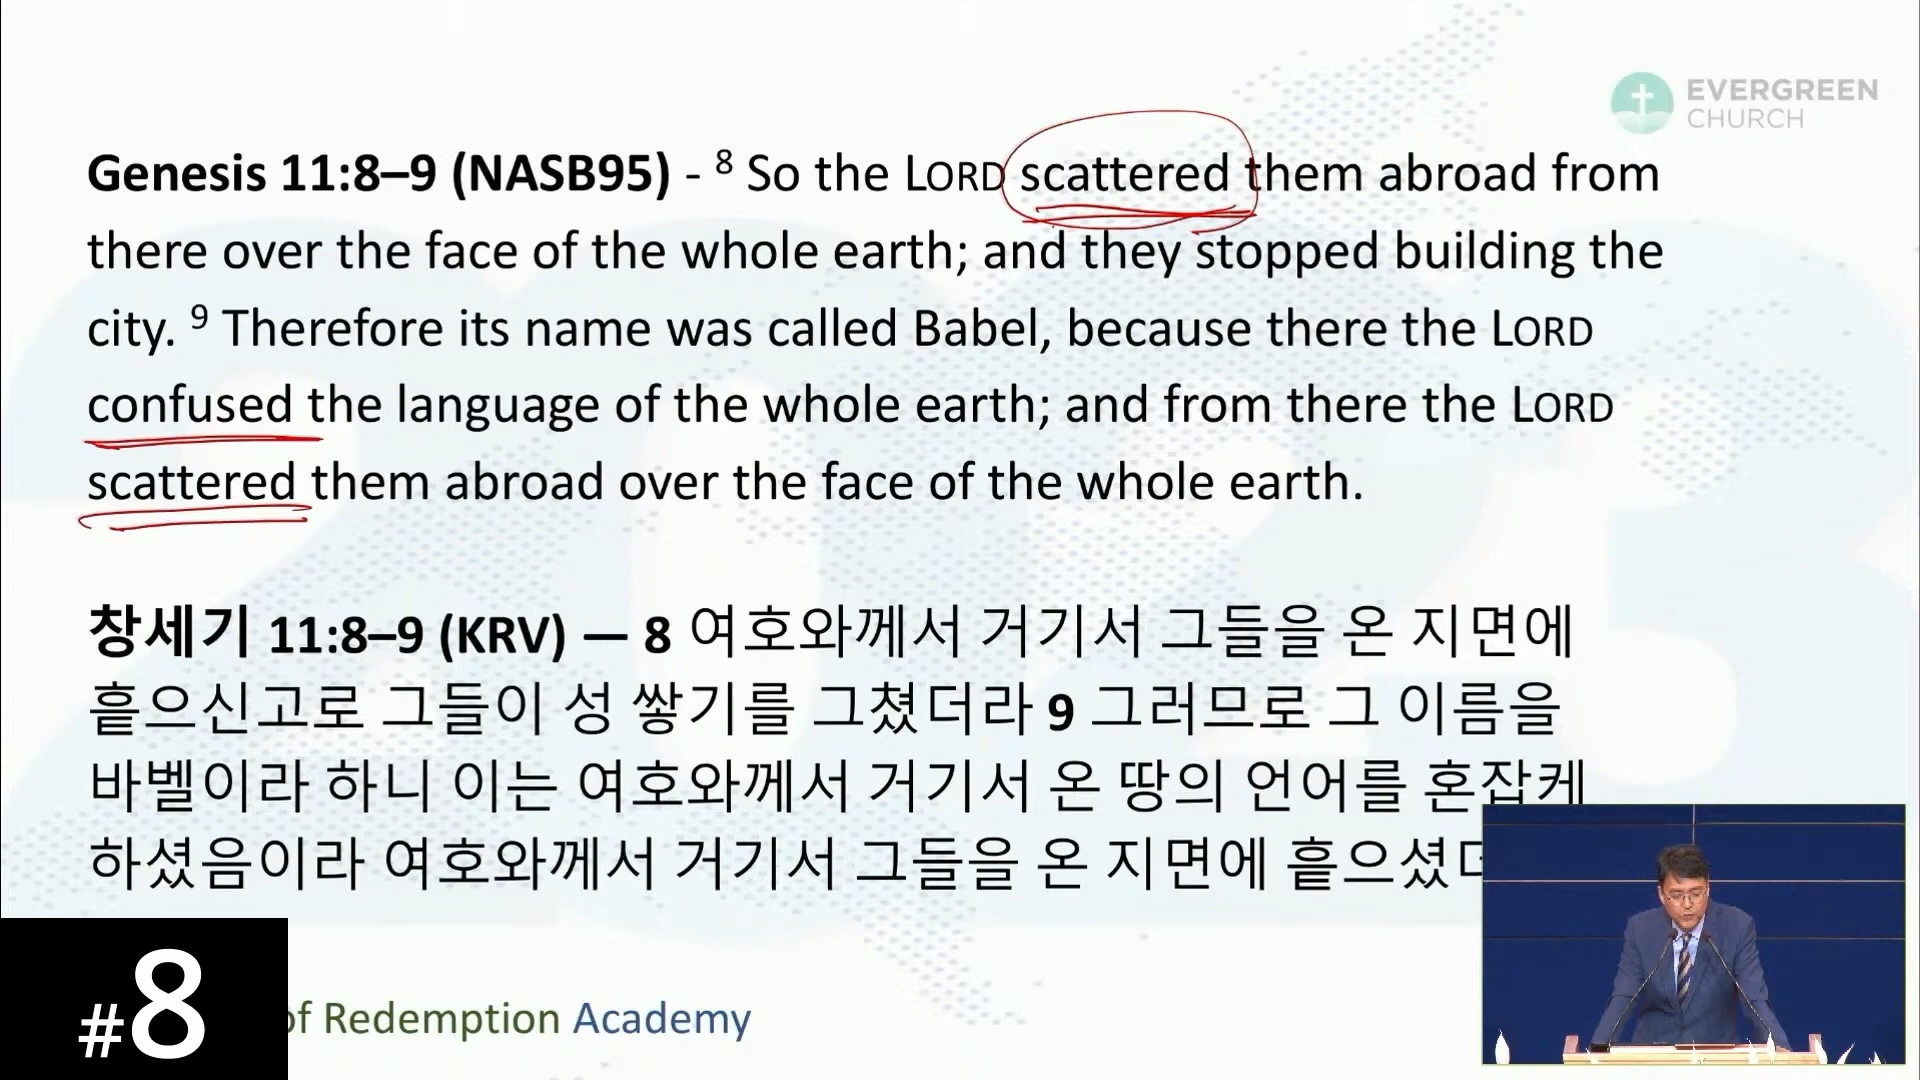 EVERGREEN
CHURCH
Genesis 11:8–9 (NASB95) - 8 So the LORD scattered them abroad from
there over the face of the whole earth; and they stopped building the
city. 9 Therefore its name was called Babel, because there the LORD
confused the language of the whole earth; and from there the LORD
scattered them abroad over the face of the whole earth.
창세기 11:8–9 (KRV) — 8 여호와께서 거기서 그들을 온 지면에
흩으신고로 그들이 성 쌓기를 그쳤더라 9 그러므로 그 이름을
바벨이라 하니 이는 여호와께서 거기서 온 땅의 언어를 혼잡케
하셨음이라 여호와께서 거기서 그들을 온 지면에 흩으셨
#8
of Redemption Academy